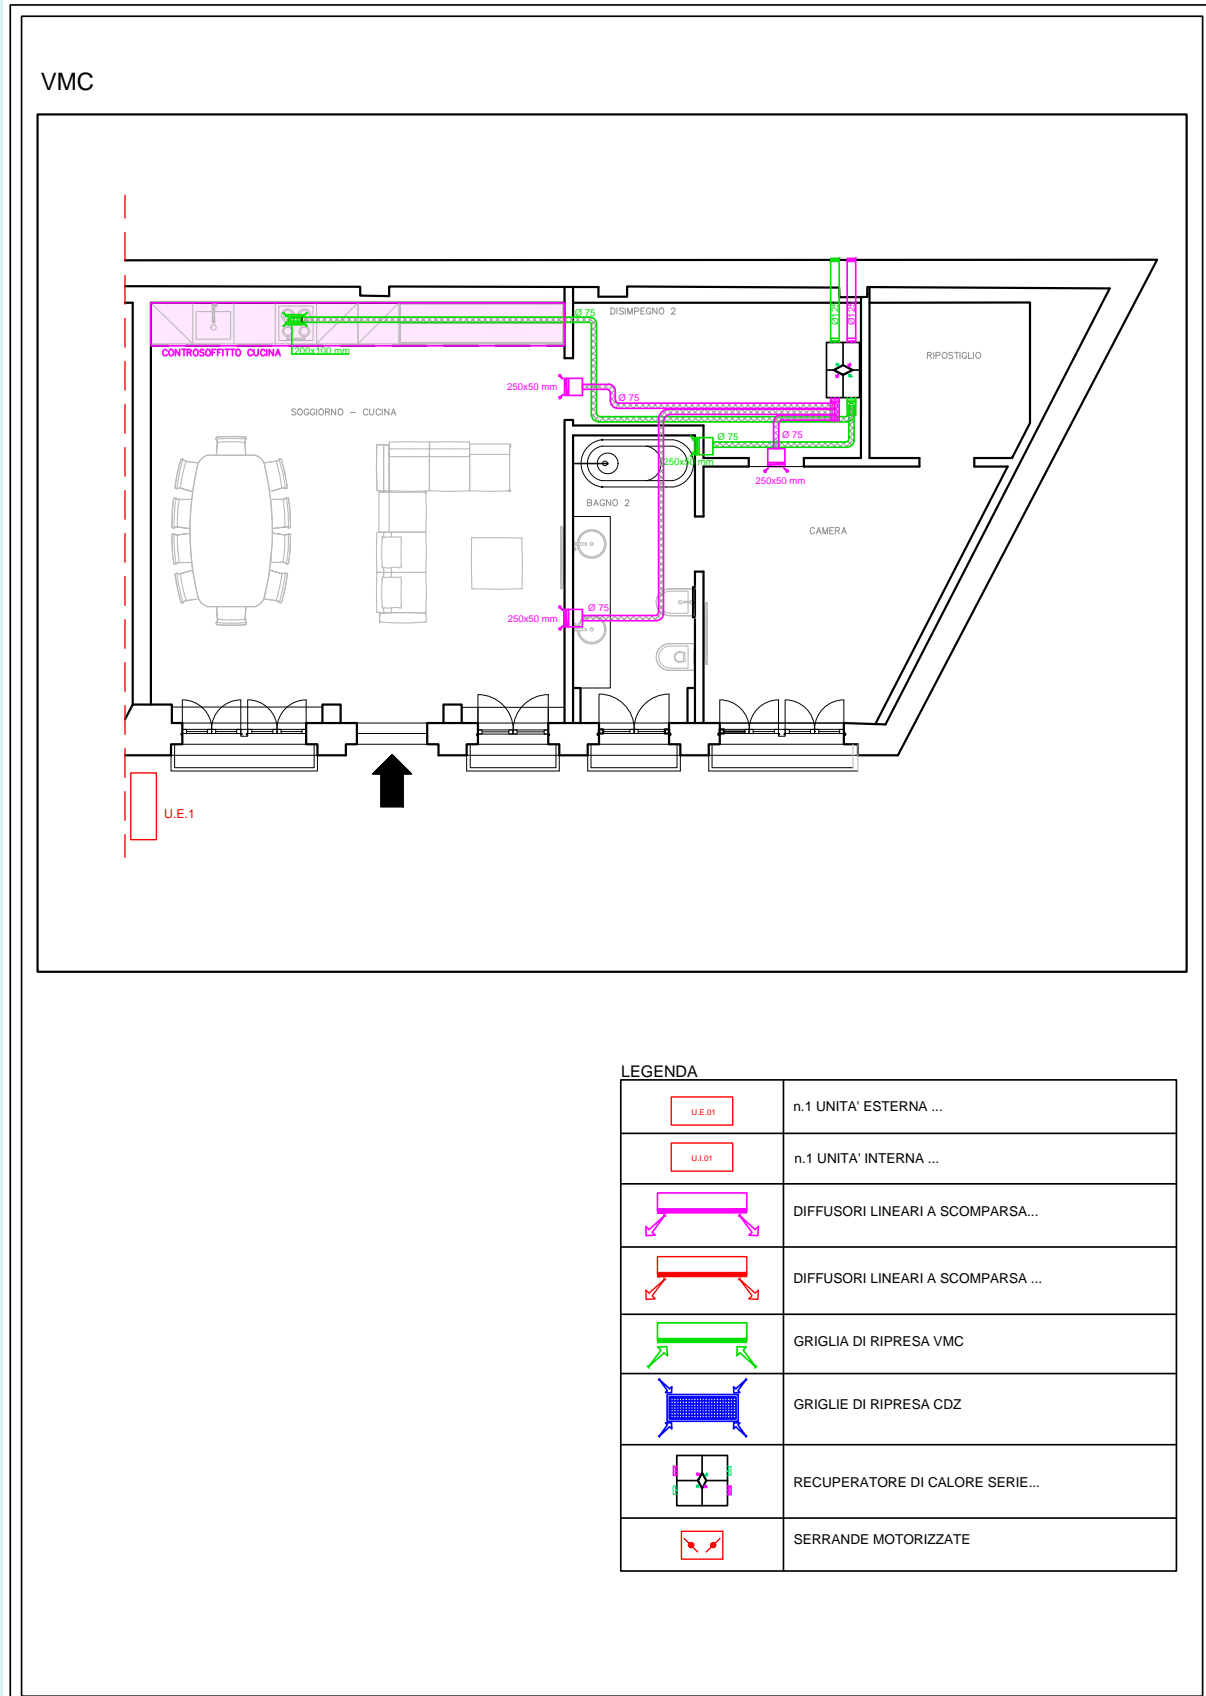 VMC
Ø 75
DISIMPEGNO 2
Ø125
Ø125
CONTROSOFFITTO CUCINA
200x100 mm
RIPOSTIGLIO
250x50 mm
Ø 75
SOGGIORNO – CUCINA
Ø 75
Ø 75
250x50 mm
250x50 mm
BAGNO 2
CAMERA
Ø 75
250x50 mm
U.E.1
LEGENDA
U.E.01
n.1 UNITA' ESTERNA ...
U.I.01
n.1 UNITA' INTERNA ...
DIFFUSORI LINEARI A SCOMPARSA...
DIFFUSORI LINEARI A SCOMPARSA ...
GRIGLIA DI RIPRESA VMC
GRIGLIE DI RIPRESA CDZ
RECUPERATORE DI CALORE SERIE...
SERRANDE MOTORIZZATE